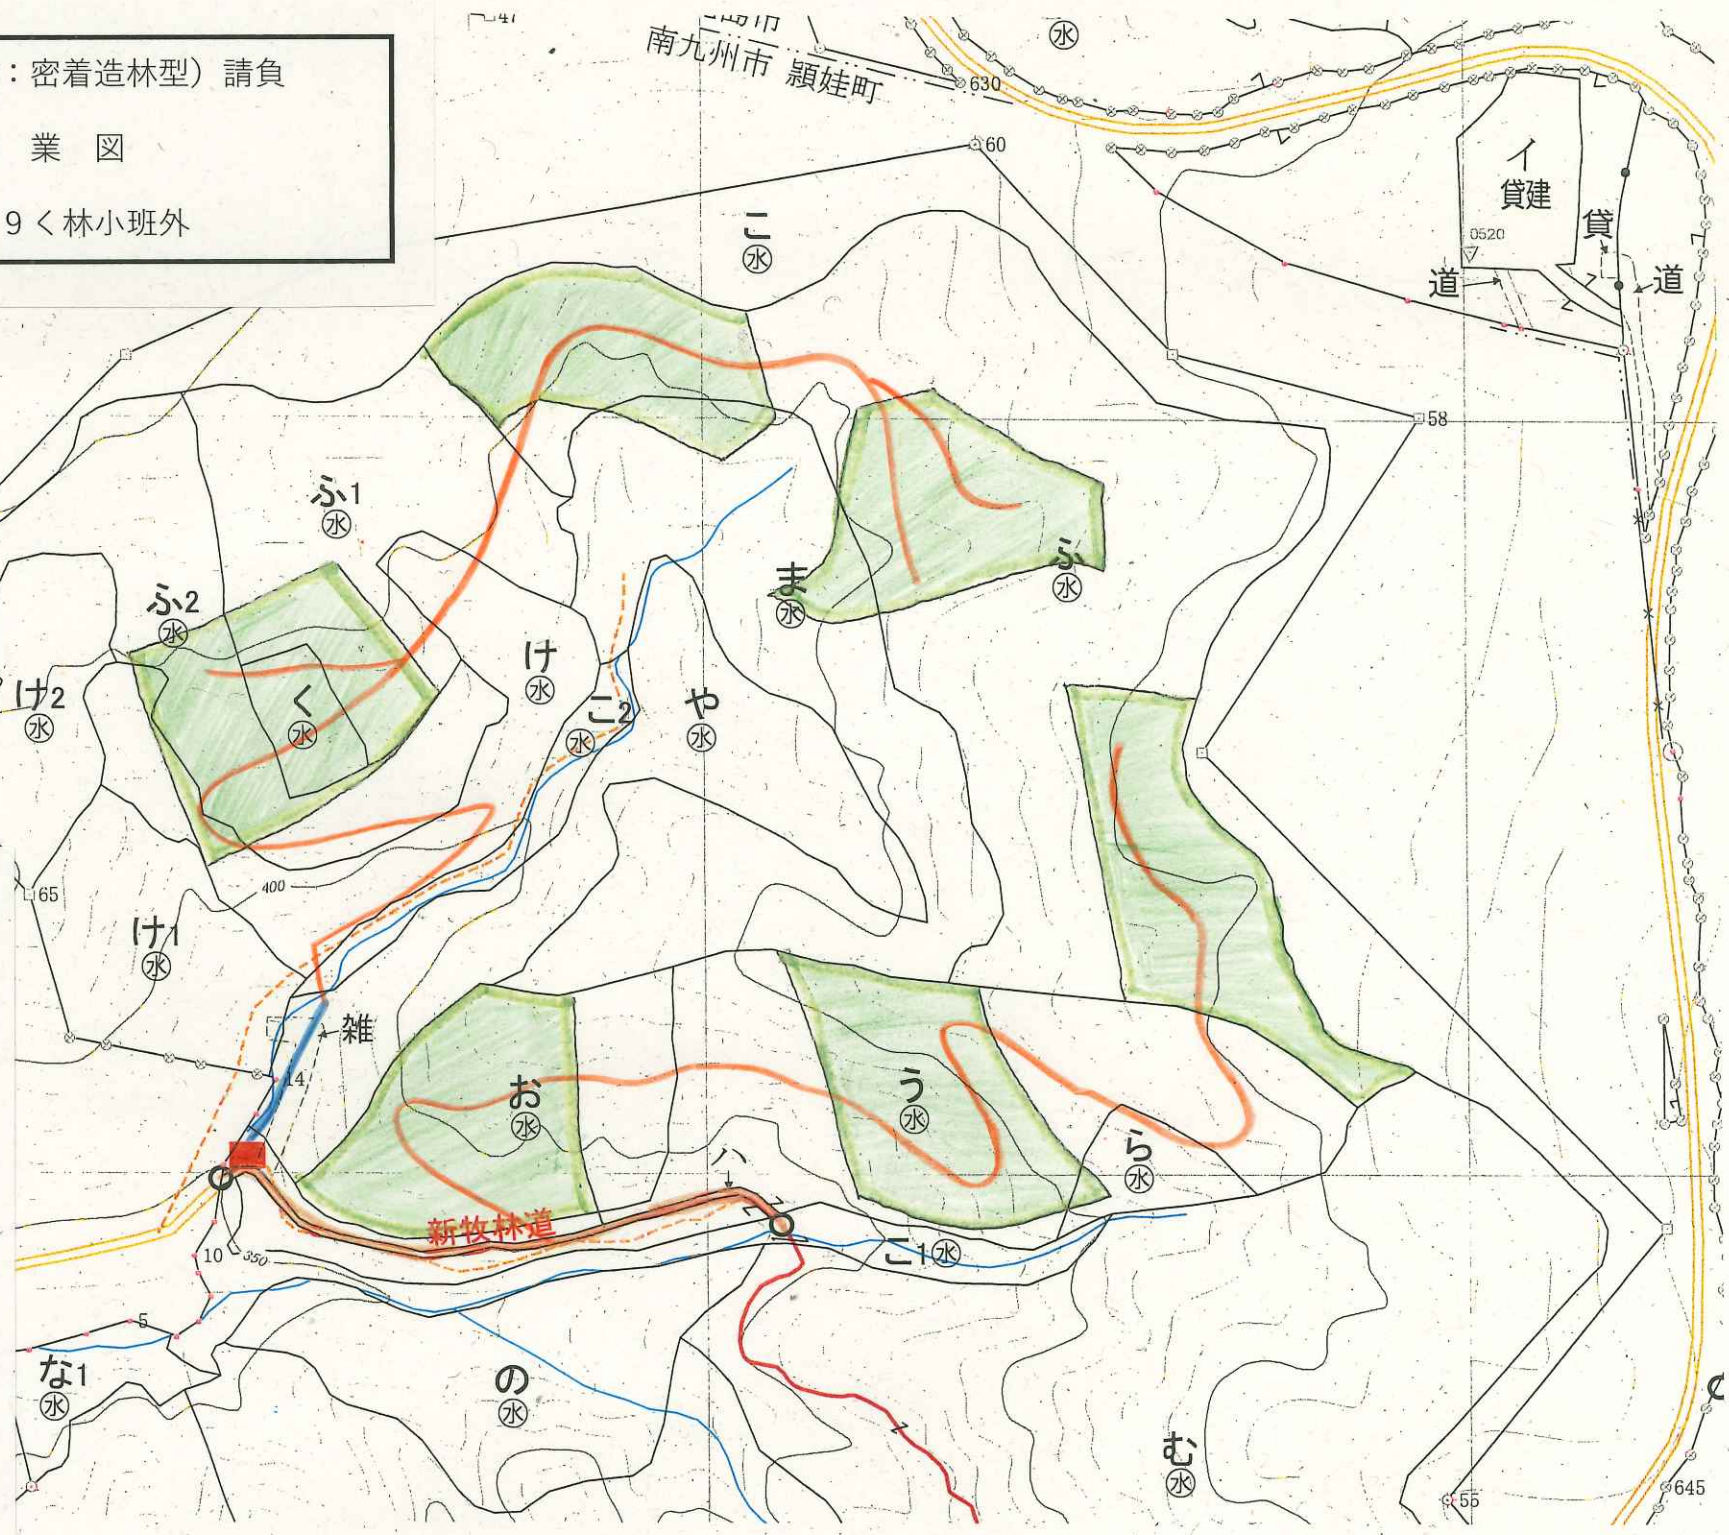 ：密着造林型）請負
業　図
９く林小班外
47
島市
南九州市 頴娃町
水
630
60
こ
水
イ
貸建
貸
0520
道
道
58
ふ1
水
ふ2
水
ま
水
ふ
水
け
水
け2
水
く
水
こ2
水
や
水
65
400
け1
水
雑
14
お
水
う
水
ら
水
ハ
新牧林道
こ1水
10
350
5
な1
水
の
水
む
水
55
645